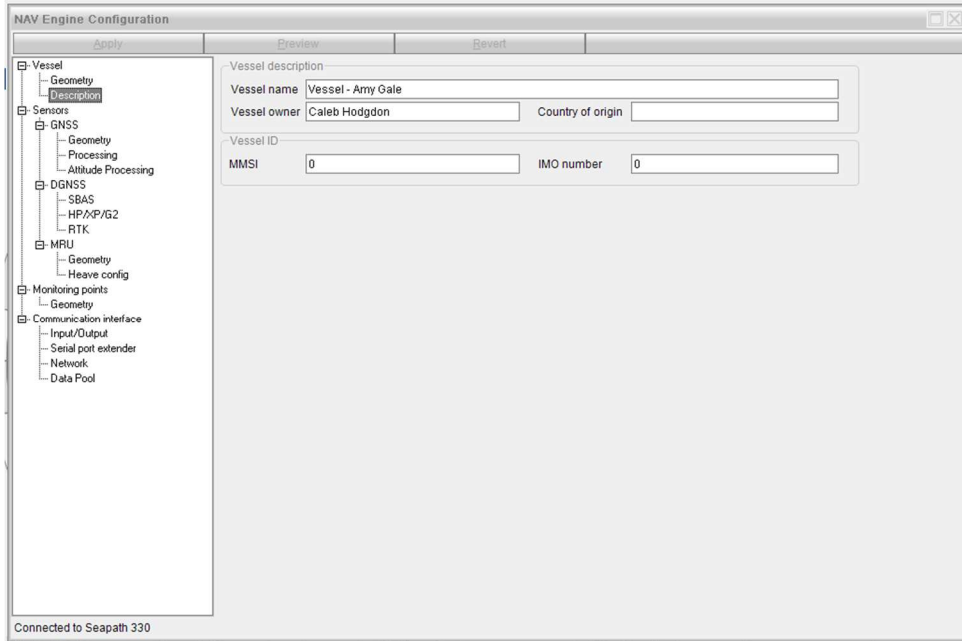 NAV Engine Configuration
Apply Preview Revert
Vessel
Geometry
Description
Sensors
GNSS
Geometry
Processing
Attitude Processing
DGNSS
SBAS
HP/XP/G2
RTK
MRU
Geometry
Heave config
Monitoring points
Geometry
Communication interface
Input/Output
Serial port extender
Network
Data Pool
Vessel description
Vessel name Vessel - Amy Gale
Vessel owner Caleb Hodgdon Country of origin
Vessel ID
MMSI 0 IMO number 0
Connected to Seapath 330